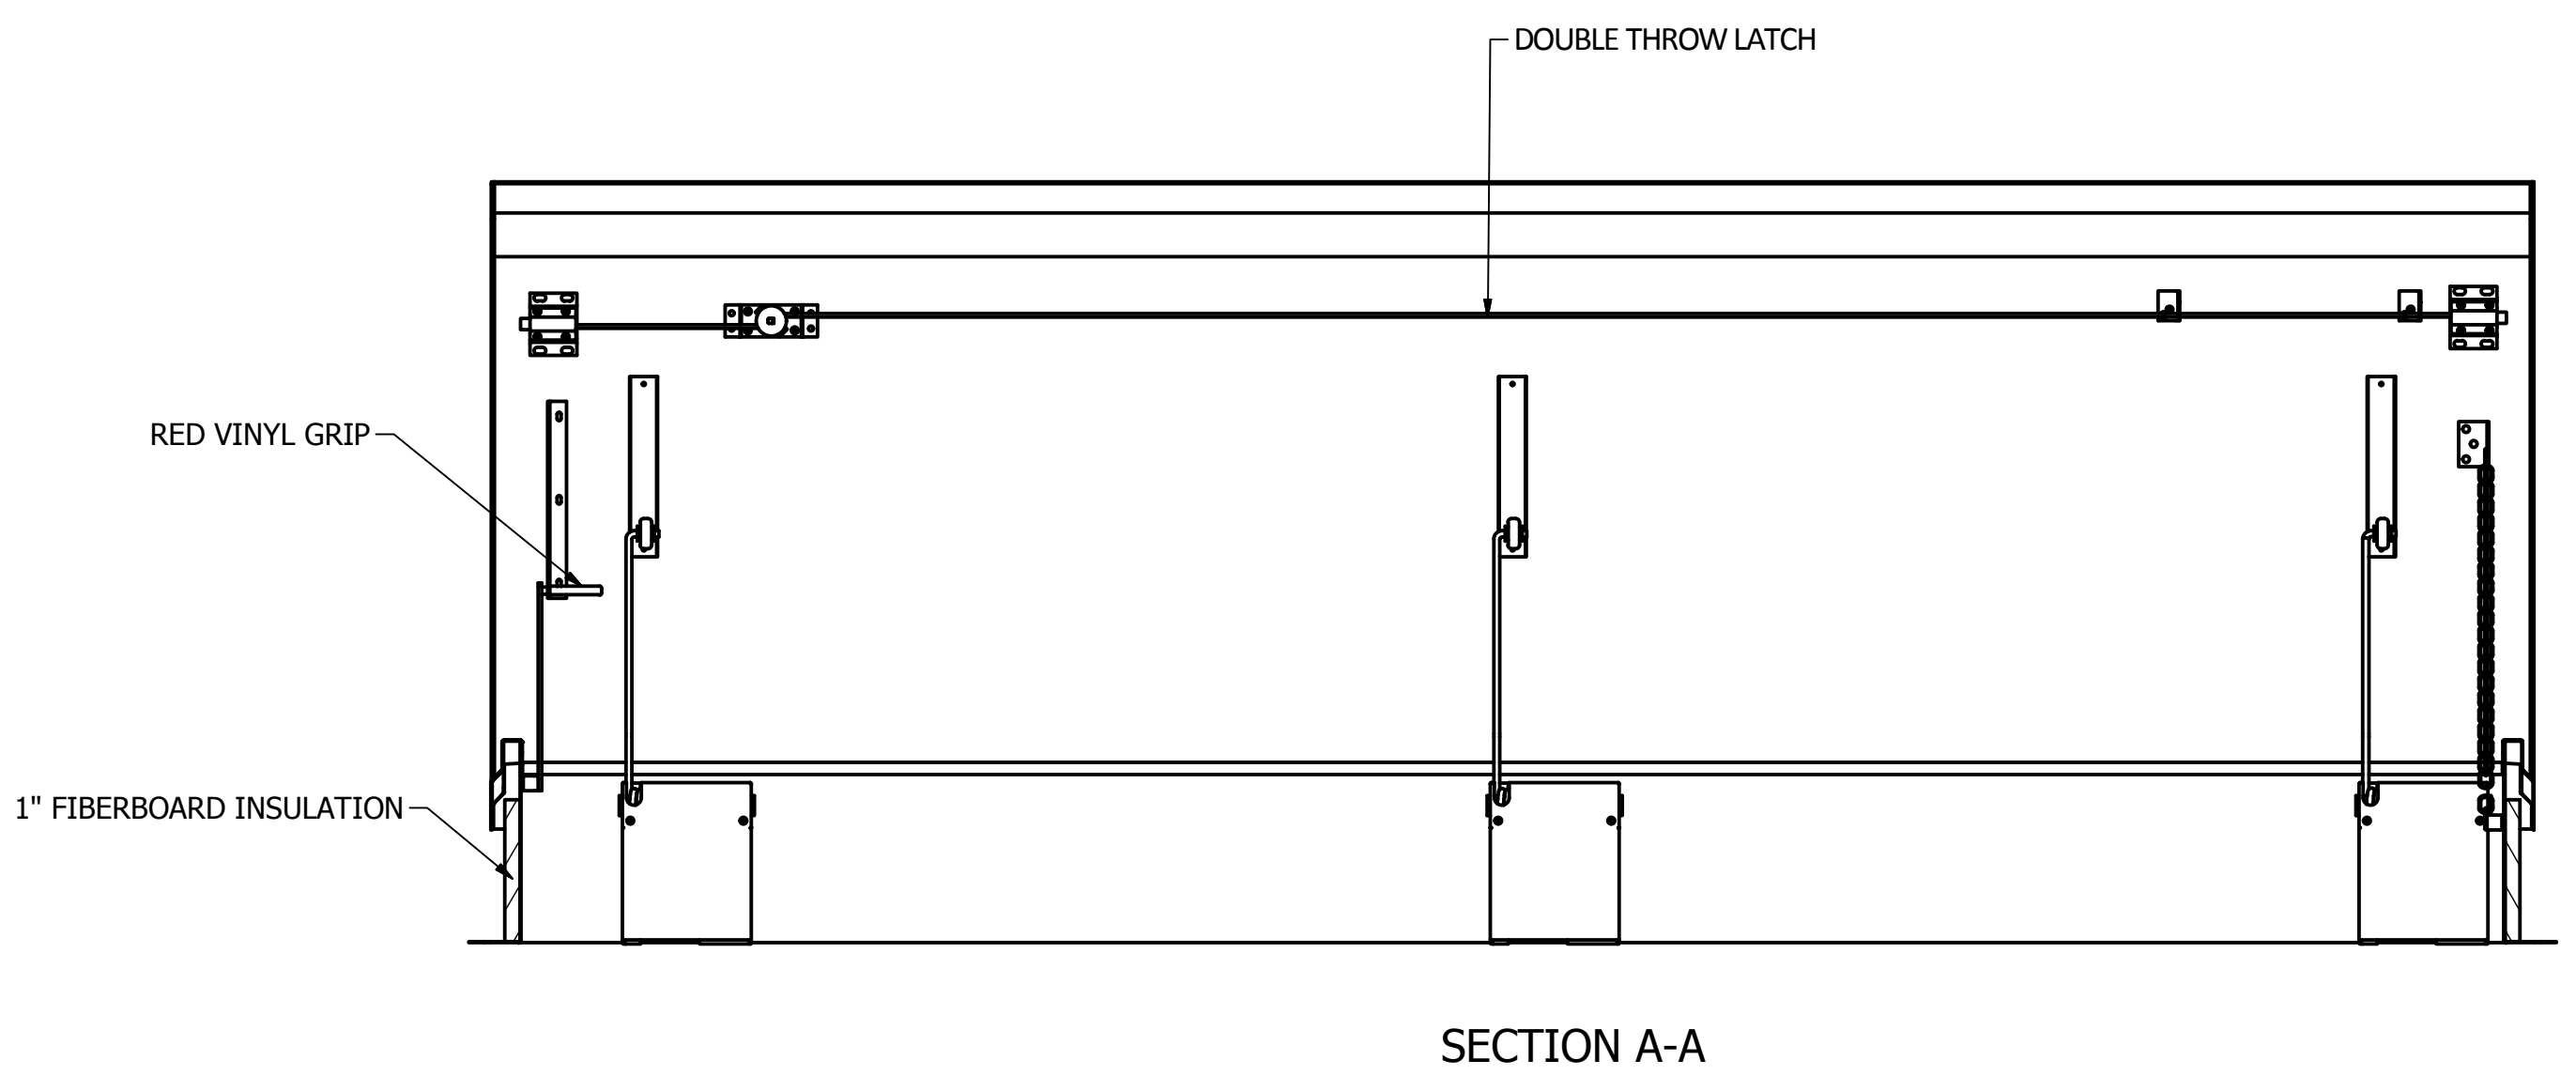 DOUBLE THROW LATCH
RED VINYL GRIP
1" FIBERBOARD INSULATION
SECTION A-A